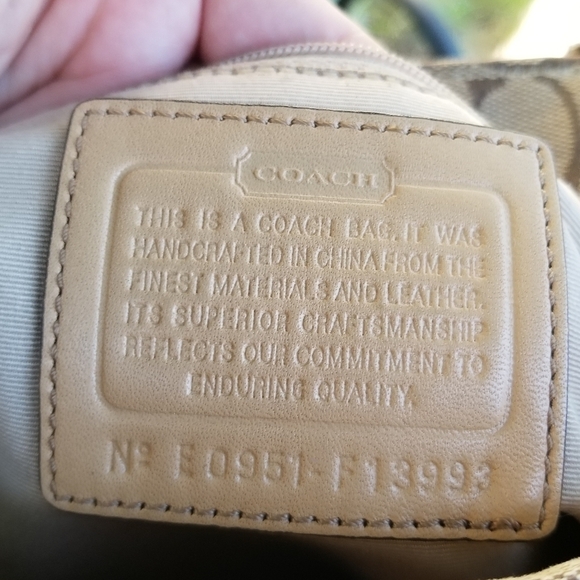 COACH
THIS IS A COACH BAG. IT WAS
HANDCRAFTED IN CHINA FROM THE
FINEST MATERIALS AND LEATHER.
ITS SUPERIOR CRAFTSMANSHIP
REFLECTS OUR COMMITMENT TO
ENDURING QUALITY.
Nº E0951-F13993